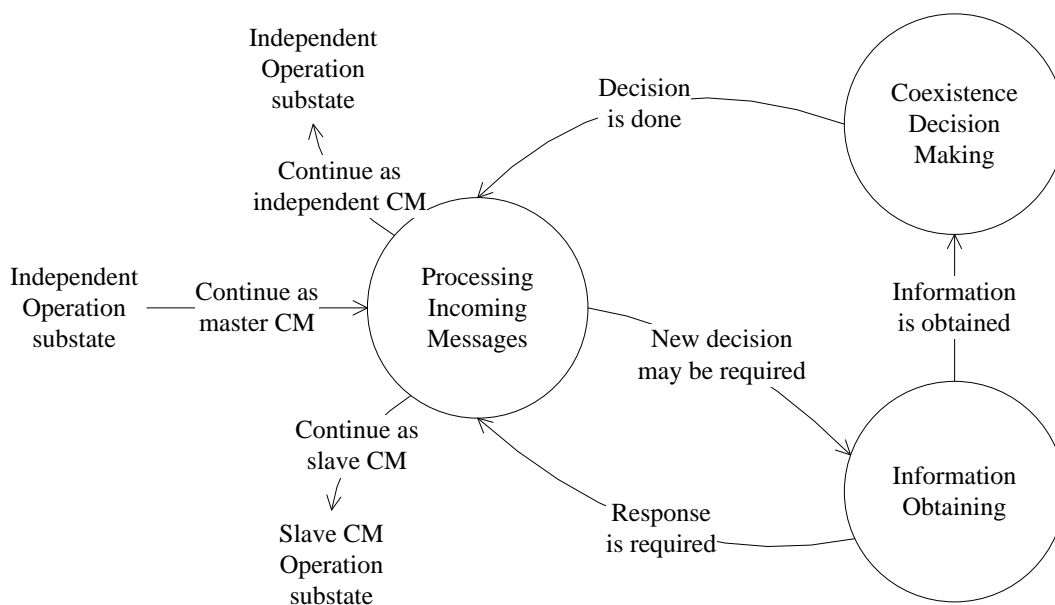 Independent
Operation
substate
Continue as
independent CM
Independent
Operation
substate
Continue as
master CM
Processing
Incoming
Messages
Continue as
slave CM
Slave CM
Operation
substate
Decision
is done
Coexistence
Decision
Making
New decision
may be required
Information
is obtained
Response
is required
Information
Obtaining